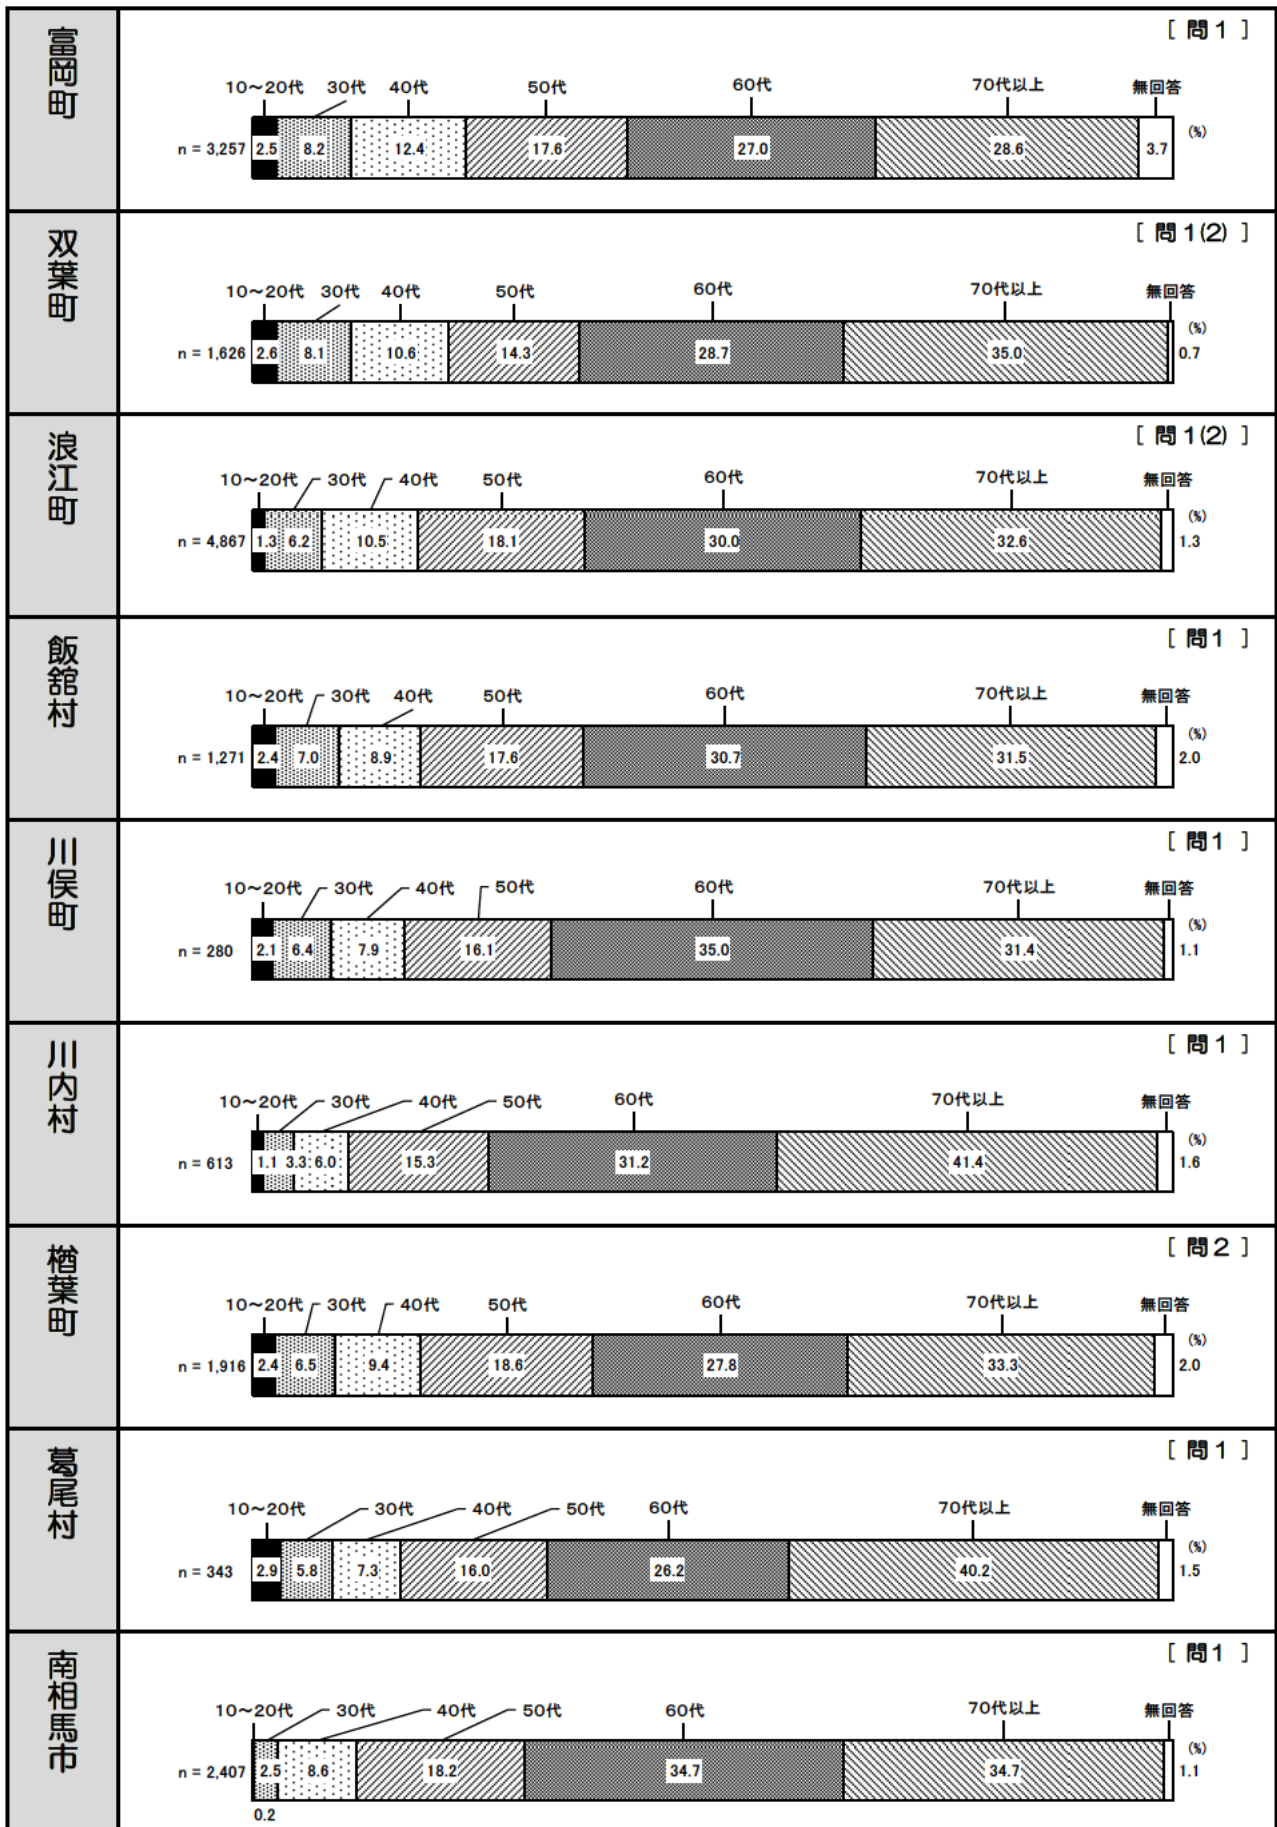 富岡町
[ 問1 ]
10～20代 30代 40代 50代 60代 70代以上 無回答
(%)
n = 3,257 2.5 8.2 12.4 17.6 27.0 28.6 3.7
双葉町
[ 問1(2) ]
10～20代 30代 40代 50代 60代 70代以上 無回答
(%)
n = 1,626 2.6 8.1 10.6 14.3 28.7 35.0 0.7
浪江町
[ 問1(2) ]
10～20代 30代 40代 50代 60代 70代以上 無回答
(%)
n = 4,867 1.3 6.2 10.5 18.1 30.0 32.6 1.3
飯舘村
[ 問1 ]
10～20代 30代 40代 50代 60代 70代以上 無回答
(%)
n = 1,271 2.4 7.0 8.9 17.6 30.7 31.5 2.0
川俣町
[ 問1 ]
10～20代 30代 40代 50代 60代 70代以上 無回答
(%)
n = 280 2.1 6.4 7.9 16.1 35.0 31.4 1.1
川内村
[ 問1 ]
10～20代 30代 40代 50代 60代 70代以上 無回答
(%)
n = 613 1.1 3.3 6.0 15.3 31.2 41.4 1.6
楢葉町
[ 問2 ]
10～20代 30代 40代 50代 60代 70代以上 無回答
(%)
n = 1,916 2.4 6.5 9.4 18.6 27.8 33.3 2.0
葛尾村
[ 問1 ]
10～20代 30代 40代 50代 60代 70代以上 無回答
(%)
n = 343 2.9 5.8 7.3 16.0 26.2 40.2 1.5
南相馬市
[ 問1 ]
10～20代 30代 40代 50代 60代 70代以上 無回答
(%)
n = 2,407 2.5 8.6 18.2 34.7 34.7 1.1
0.2